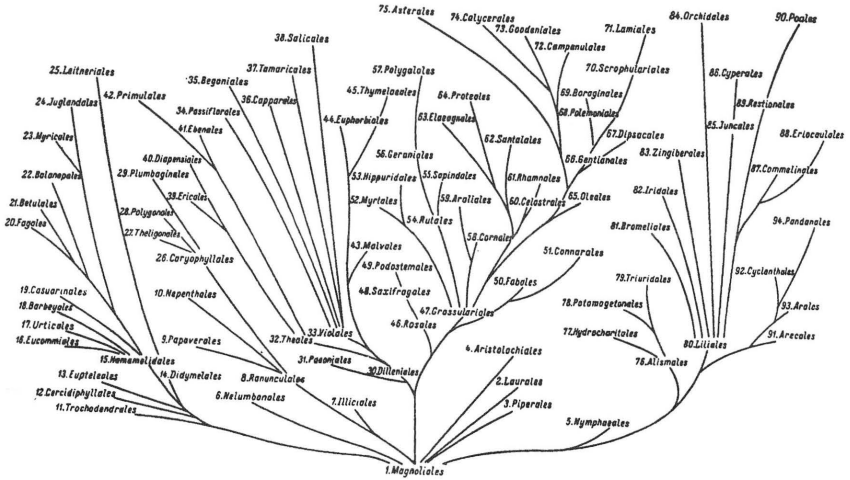 75.Asterales
74.Calycerales
73.Goodeniales
72.Campanulales
71.Lamiales
84.Orchidales
90.Poales
38.Salicales
25.Leitneriales
42.Primulales
35.Begoniales
37.Tamaricales
57.Polygalales
70.Scrophulariales
86.Cyperales
24.Juglandales
34.Passiflorales
36.Capparales
45.Thymelaeales
64.Proteales
69.Boraginales
89.Restionales
41.Ebenales
44.Euphorbiales
63.Elaeagnales
68.Polemoniales
85.Juncales
23.Myricales
62.Santalales
67.Dipsacales
88.Eriocaulales
40.Diapensiales
56.Geraniales
66.Gentianales
83.Zingiberales
22.Balanopales
29.Plumbaginales
53.Hippuridales
55.Sapindales
61.Rhamnales
87.Commelinales
39.Ericales
52.Myrtales
59.Araliales
60.Celastrales
65.Oleales
82.Iridales
21.Betulales
28.Polygonales
54.Rutales
20.Fagales
27.Theligonales
58.Cornales
81.Bromeliales
94.Pandanales
26.Caryophyllales
43.Malvales
51.Connarales
49.Podostemales
92.Cyclanthales
19.Casuarinales
10.Nepenthales
48.Saxifragales
50.Fabales
79.Triuridales
18.Barbeyales
47.Grossulariales
78.Potamogetonales
93.Arales
17.Urticales
33.Violales
46.Rosales
77.Hydrocharitales
91.Arecales
16.Eucommiales
9.Papaverales
32.Theales
80.Liliales
15.Hamamelidales
31.Paeoniales
4.Aristolochiales
76.Alismales
13.Eupteleales
14.Didymelales
8.Ranunculales
30.Dilleniales
12.Cercidiphyllales
6.Nelumbonales
2.Laurales
11.Trochodendrales
7.Illiciales
3.Piperales
5.Nymphaeales
1.Magnoliales